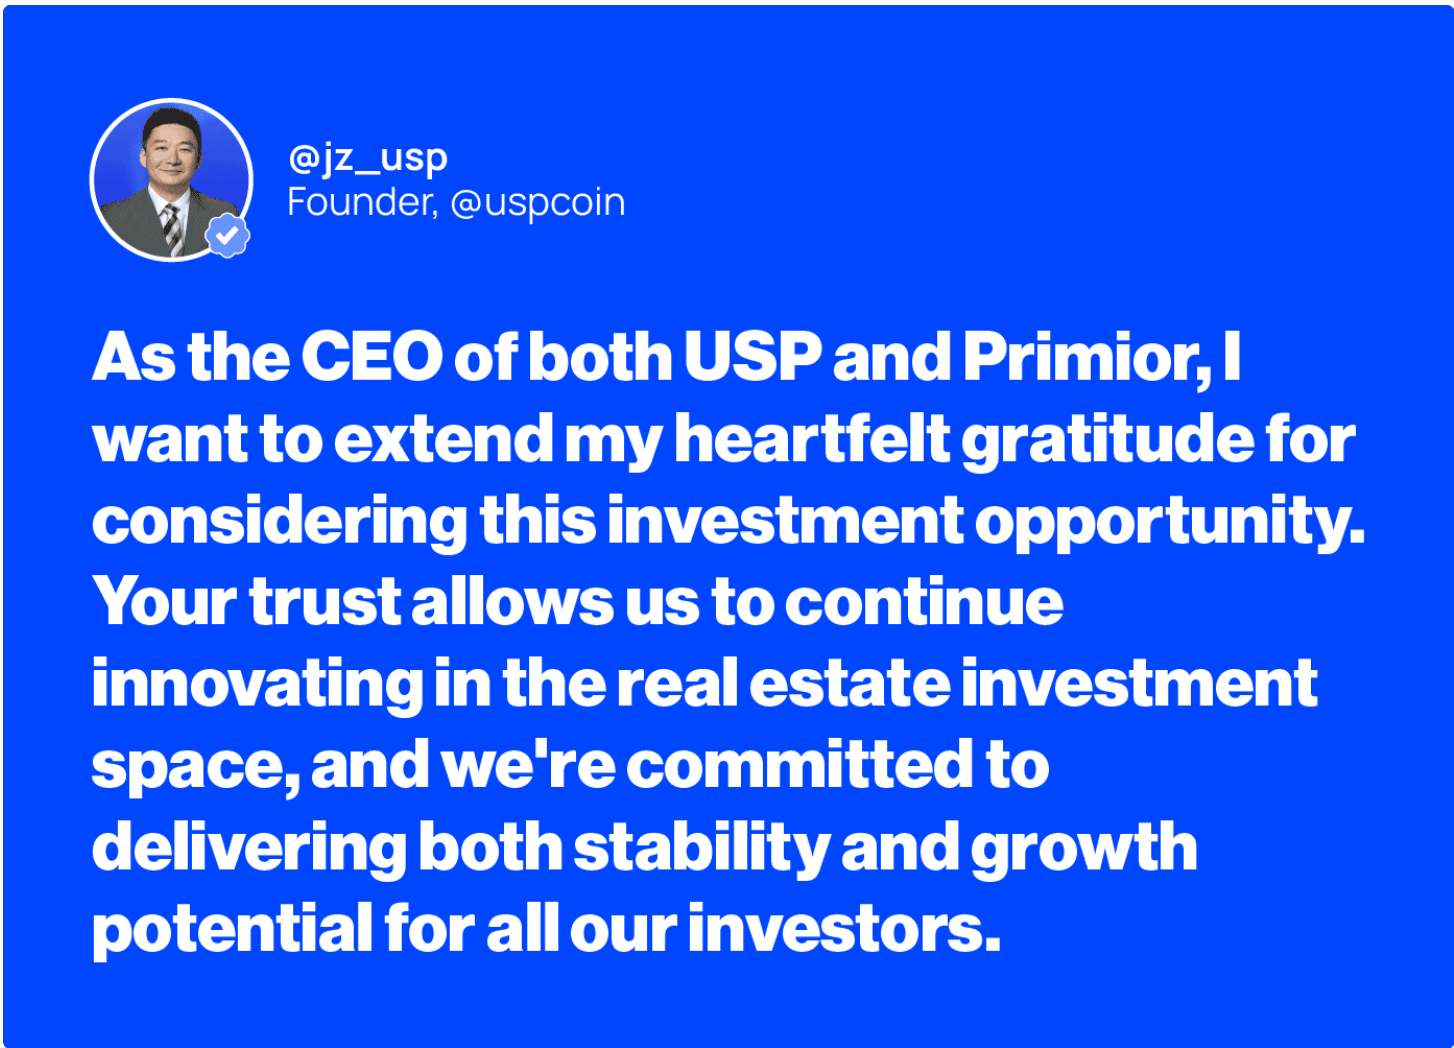 @jz_usp
Founder, @uspcoin
As the CEO of both USP and Primior, I
want to extend my heartfelt gratitude for
considering this investment opportunity.
Your trust allows us to continue
innovating in the real estate investment
space, and we're committed to
delivering both stability and growth
potential for all our investors.